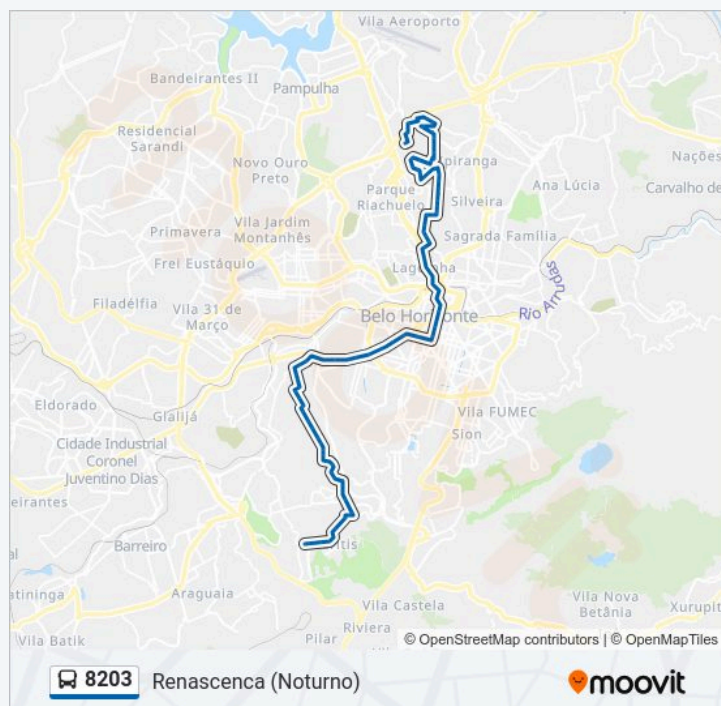 Vila Aeroporto
Bandeirantes II
Pampulha
Residencial
Sarandi
Ipiranga
Nações
Novo Ouro
Preto
Ana Lúcia
Carvalho de
Parque
Riachuelo
Silveira
Primavera
Vila Jardim
Montanhês
Sagrada Família
Frei Eustáquio
Lagoinha
Rio Arrudas
Filadélfia
Vila 31 de
Março
Belo Horizonte
Eldorado
Glalijá
Vila FUMEC
Cidade Industrial
Coronel
Juventino Dias
Sion
eirantes
Barreiro
Vila Nova
Betânia
atininga
Araguaia
Vila Castela
Xurupit
Vila Batik
Pilar
Riviera
© OpenStreetMap contributors | © OpenMapTiles
8203 Renascenca (Noturno)
moovit